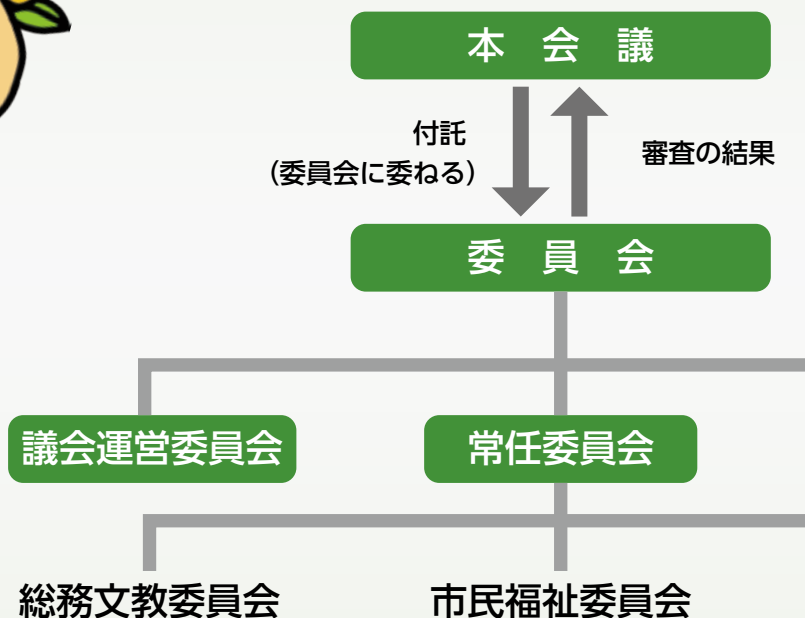 本会議
付託
（委員会に委ねる）
審査の結果
委員会
議会運営委員会
常任委員会
総務文教委員会
市民福祉委員会